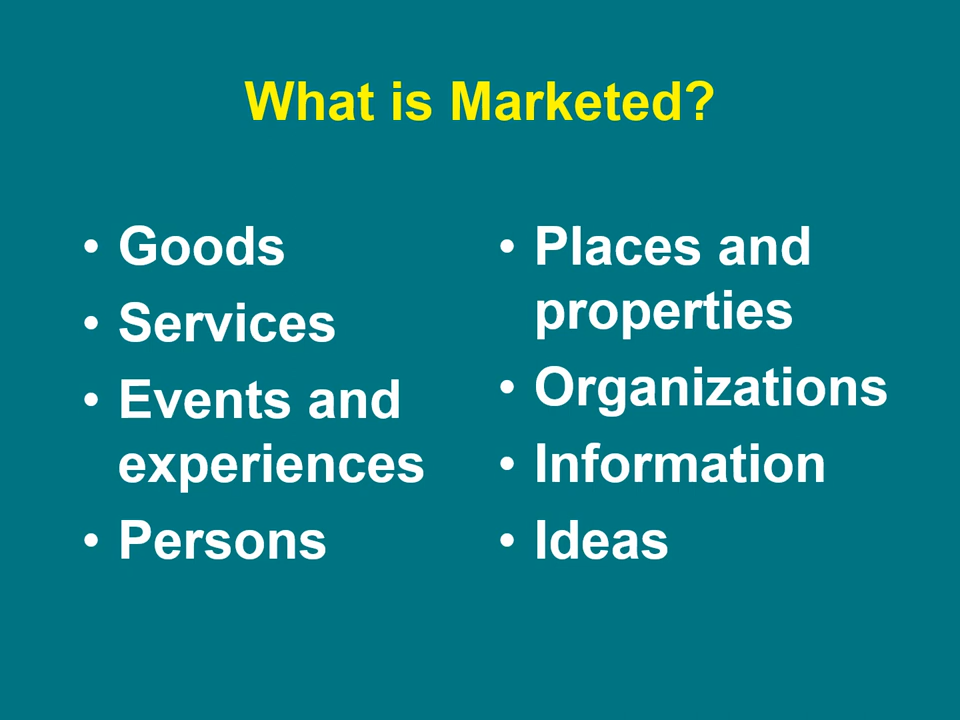 What is Marketed?
• Goods
• Services
• Events and
experiences
• Persons
• Places and
properties
• Organizations
• Information
• Ideas